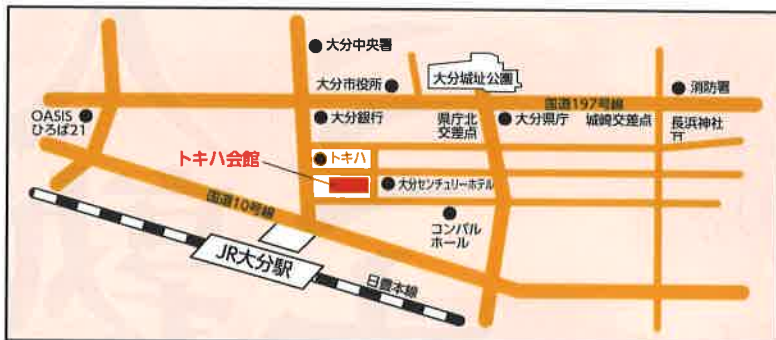 大分中央署
大分市役所
大分城址公園
消防署
国道197号線
OASIS
ひろば21
大分銀行
県庁北
交差点
大分県庁
城崎交差点
長浜神社
トキハ
トキハ会館
大分センチュリーホテル
国道10号線
コンパル
ホール
JR大分駅
日豊本線